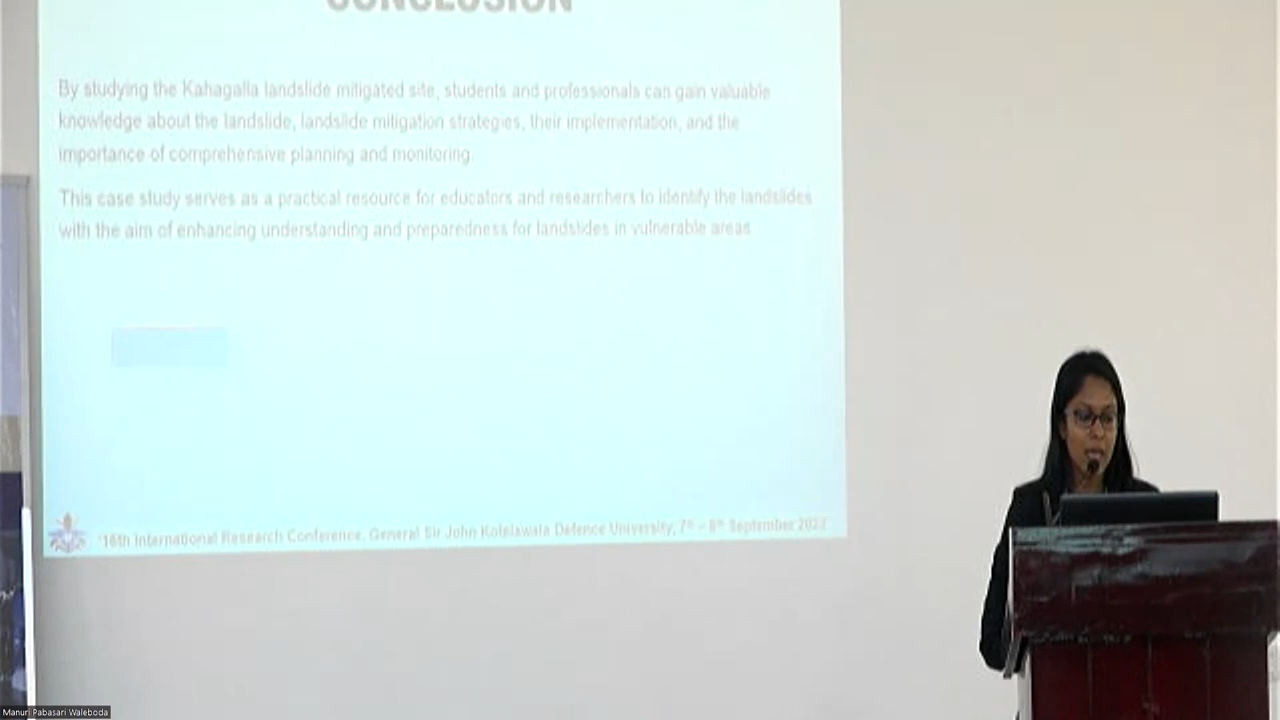 CONCLUSION
By studying the Kahagalla landslide mitigated site, students and professionals can gain valuable
knowledge about the landslide, landslide mitigation strategies, their implementation, and the
importance of comprehensive planning and monitoring.
This case study serves as a practical resource for educators and researchers to identify the landslides
with the aim of enhancing understanding and preparedness for landslides in vulnerable areas.
'16th International Research Conference, General Sir John Kotelawala Defence University, 7th – 8th September 2023'
Manuri Pabasari Waleboda